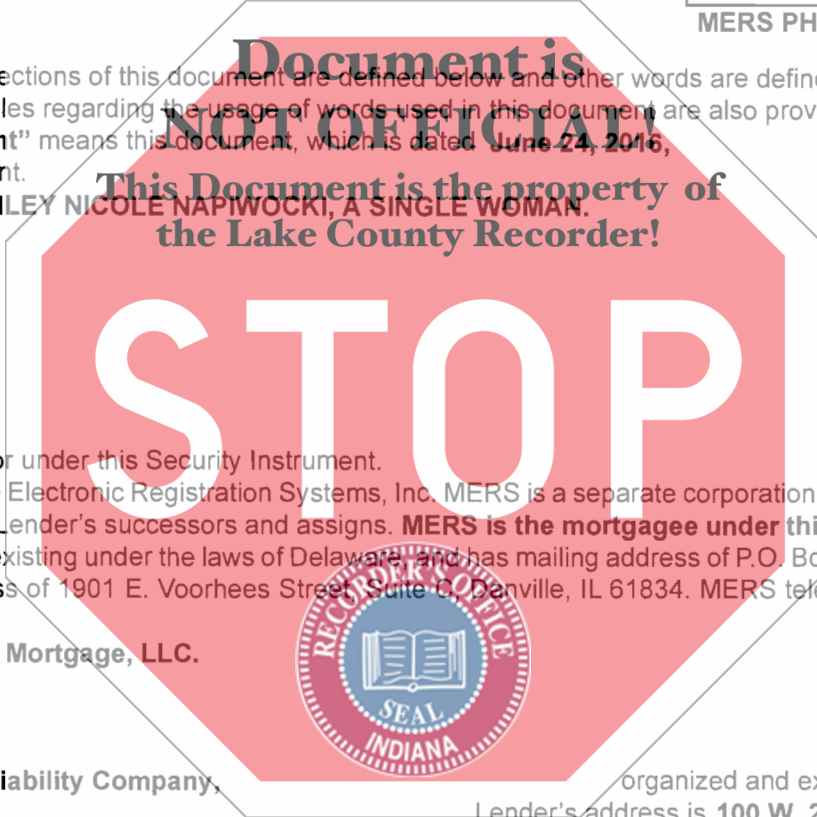 MERS PH
Document is
ections of this document are defined below and other words are define
les regarding the usage of words used in this document are also prov
NOT OFFICIAL!
nt” means this document, which is dated June 24, 2016,
nt.
This Document is the property of
LEY NICOLE NAPIWOCKI, A SINGLE WOMAN.
the Lake County Recorder!
STOP
or under this Security Instrument.
Electronic Registration Systems, Inc. MERS is a separate corporation
Lender’s successors and assigns. MERS is the mortgagee under thi
existing under the laws of Delaware, and has mailing address of P.O. Bo
ss of 1901 E. Voorhees Street, Suite C, Danville, IL 61834. MERS tele
RECORDER'S OFFICE
Mortgage, LLC.
SEAL
INDIANA
iability Company,
organized and ex
Lender’s address is 100 W. 2